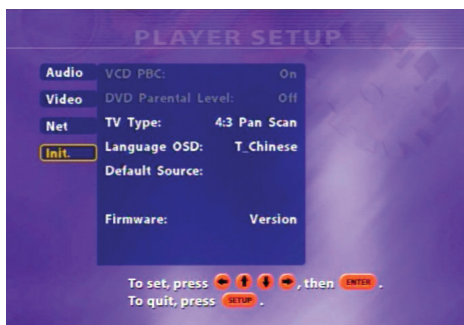 PLAYER SETUP
Audio
Video
Net
Init.
VCD PBC: On
DVD Parental Level: Off
TV Type: 4:3 Pan Scan
Language OSD: T_Chinese
Default Source:
Firmware: Version
To set, press , then ENTER .
To quit, press SETUP .